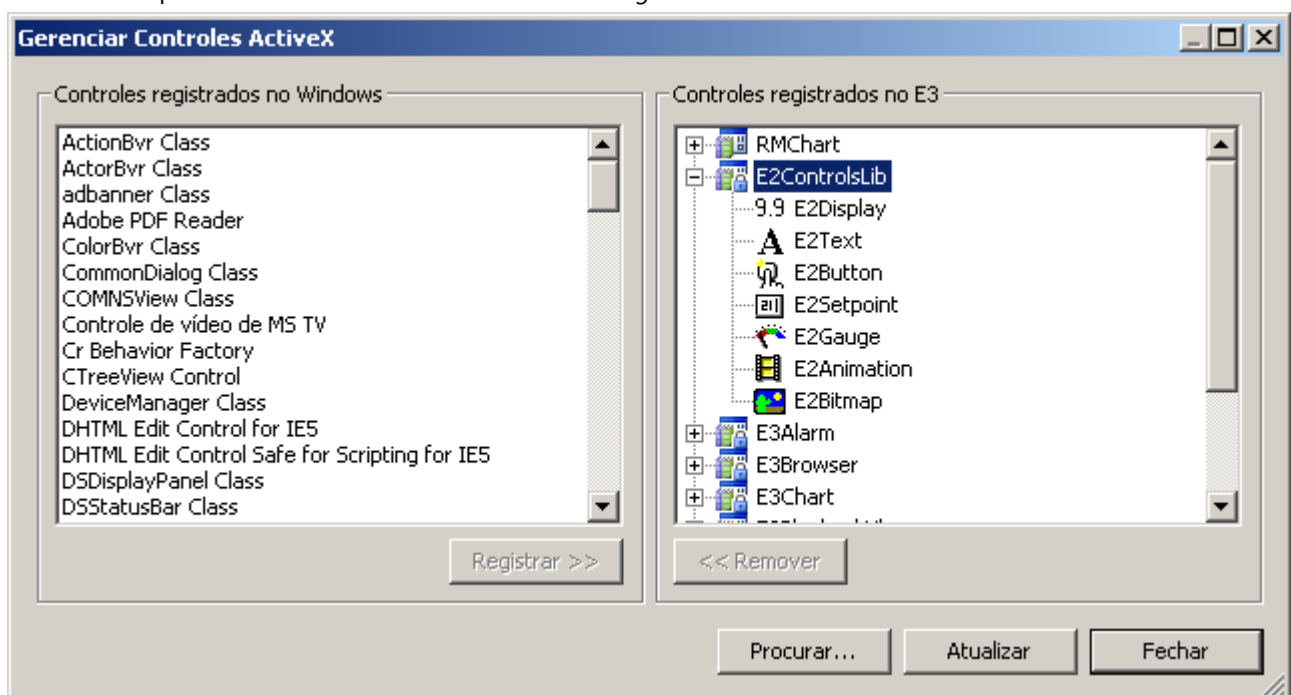 Gerenciar Controles ActiveX
Controles registrados no Windows
ActionBvr Class
ActorBvr Class
adbanner Class
Adobe PDF Reader
ColorBvr Class
CommonDialog Class
COMNSView Class
Controle de vídeo de MS TV
Cr Behavior Factory
CTreeView Control
DeviceManager Class
DHTML Edit Control for IE5
DHTML Edit Control Safe for Scripting for IE5
DSDisplayPanel Class
DSStatusBar Class
Registrar >>
Controles registrados no E3
RMChart
E2ControlsLib
9.9 E2Display
A E2Text
E2Button
E2Setpoint
E2Gauge
E2Animation
E2Bitmap
E3Alarm
E3Browser
E3Chart
<< Remover
Procurar...
Atualizar
Fechar